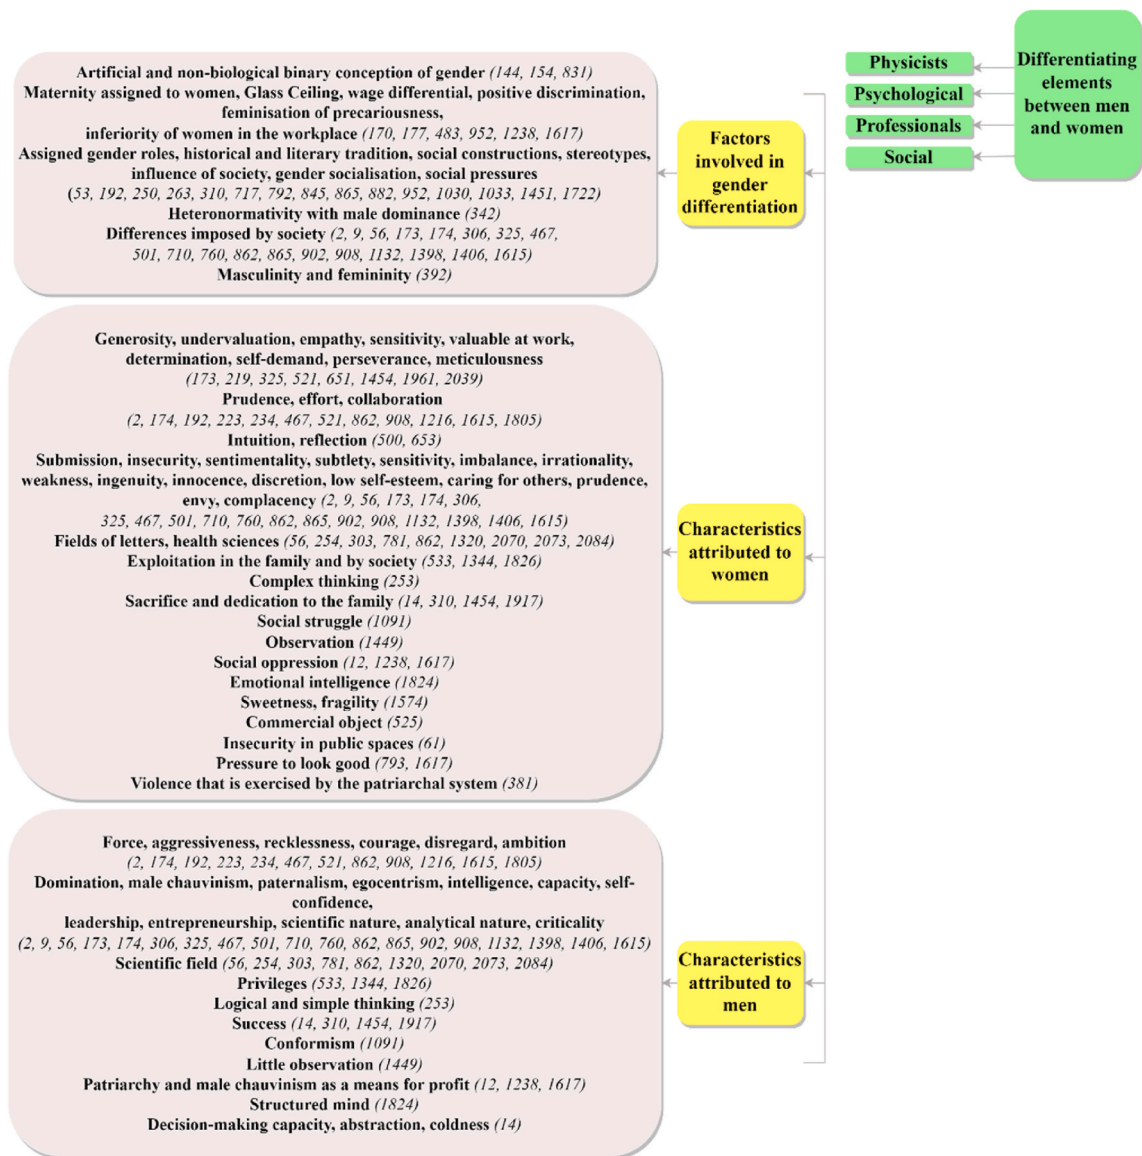 Differentiating
elements
between men
and women
Physicists
Psychological
Professionals
Social
Factors
involved in
gender
differentiation
Artificial and non-biological binary conception of gender (144, 154, 831)
Maternity assigned to women, Glass Ceiling, wage differential, positive discrimination,
feminisation of precariousness,
inferiority of women in the workplace (170, 177, 483, 952, 1238, 1617)
Assigned gender roles, historical and literary tradition, social constructions, stereotypes,
influence of society, gender socialisation, social pressures
(53, 192, 250, 263, 310, 717, 792, 845, 865, 882, 952, 1030, 1033, 1451, 1722)
Heteronormativity with male dominance (342)
Differences imposed by society (2, 9, 56, 173, 174, 306, 325, 467,
501, 710, 760, 862, 865, 902, 908, 1132, 1398, 1406, 1615)
Masculinity and femininity (392)
Characteristics
attributed to
women
Generosity, undervaluation, empathy, sensitivity, valuable at work,
determination, self-demand, perseverance, meticulousness
(173, 219, 325, 521, 651, 1454, 1961, 2039)
Prudence, effort, collaboration
(2, 174, 192, 223, 234, 467, 521, 862, 908, 1216, 1615, 1805)
Intuition, reflection (500, 653)
Submission, insecurity, sentimentality, subtlety, sensitivity, imbalance, irrationality,
weakness, ingenuity, innocence, discretion, low self-esteem, caring for others, prudence,
envy, complacency (2, 9, 56, 173, 174, 306,
325, 467, 501, 710, 760, 862, 865, 902, 908, 1132, 1398, 1406, 1615)
Fields of letters, health sciences (56, 254, 303, 781, 862, 1320, 2070, 2073, 2084)
Exploitation in the family and by society (533, 1344, 1826)
Complex thinking (253)
Sacrifice and dedication to the family (14, 310, 1454, 1917)
Social struggle (1091)
Observation (1449)
Social oppression (12, 1238, 1617)
Emotional intelligence (1824)
Sweetness, fragility (1574)
Commercial object (525)
Insecurity in public spaces (61)
Pressure to look good (793, 1617)
Violence that is exercised by the patriarchal system (381)
Characteristics
attributed to
men
Force, aggressiveness, recklessness, courage, disregard, ambition
(2, 174, 192, 223, 234, 467, 521, 862, 908, 1216, 1615, 1805)
Domination, male chauvinism, paternalism, egocentrism, intelligence, capacity, self-
confidence,
leadership, entrepreneurship, scientific nature, analytical nature, criticality
(2, 9, 56, 173, 174, 306, 325, 467, 501, 710, 760, 862, 865, 902, 908, 1132, 1398, 1406, 1615)
Scientific field (56, 254, 303, 781, 862, 1320, 2070, 2073, 2084)
Privileges (533, 1344, 1826)
Logical and simple thinking (253)
Success (14, 310, 1454, 1917)
Conformism (1091)
Little observation (1449)
Patriarchy and male chauvinism as a means for profit (12, 1238, 1617)
Structured mind (1824)
Decision-making capacity, abstraction, coldness (14)